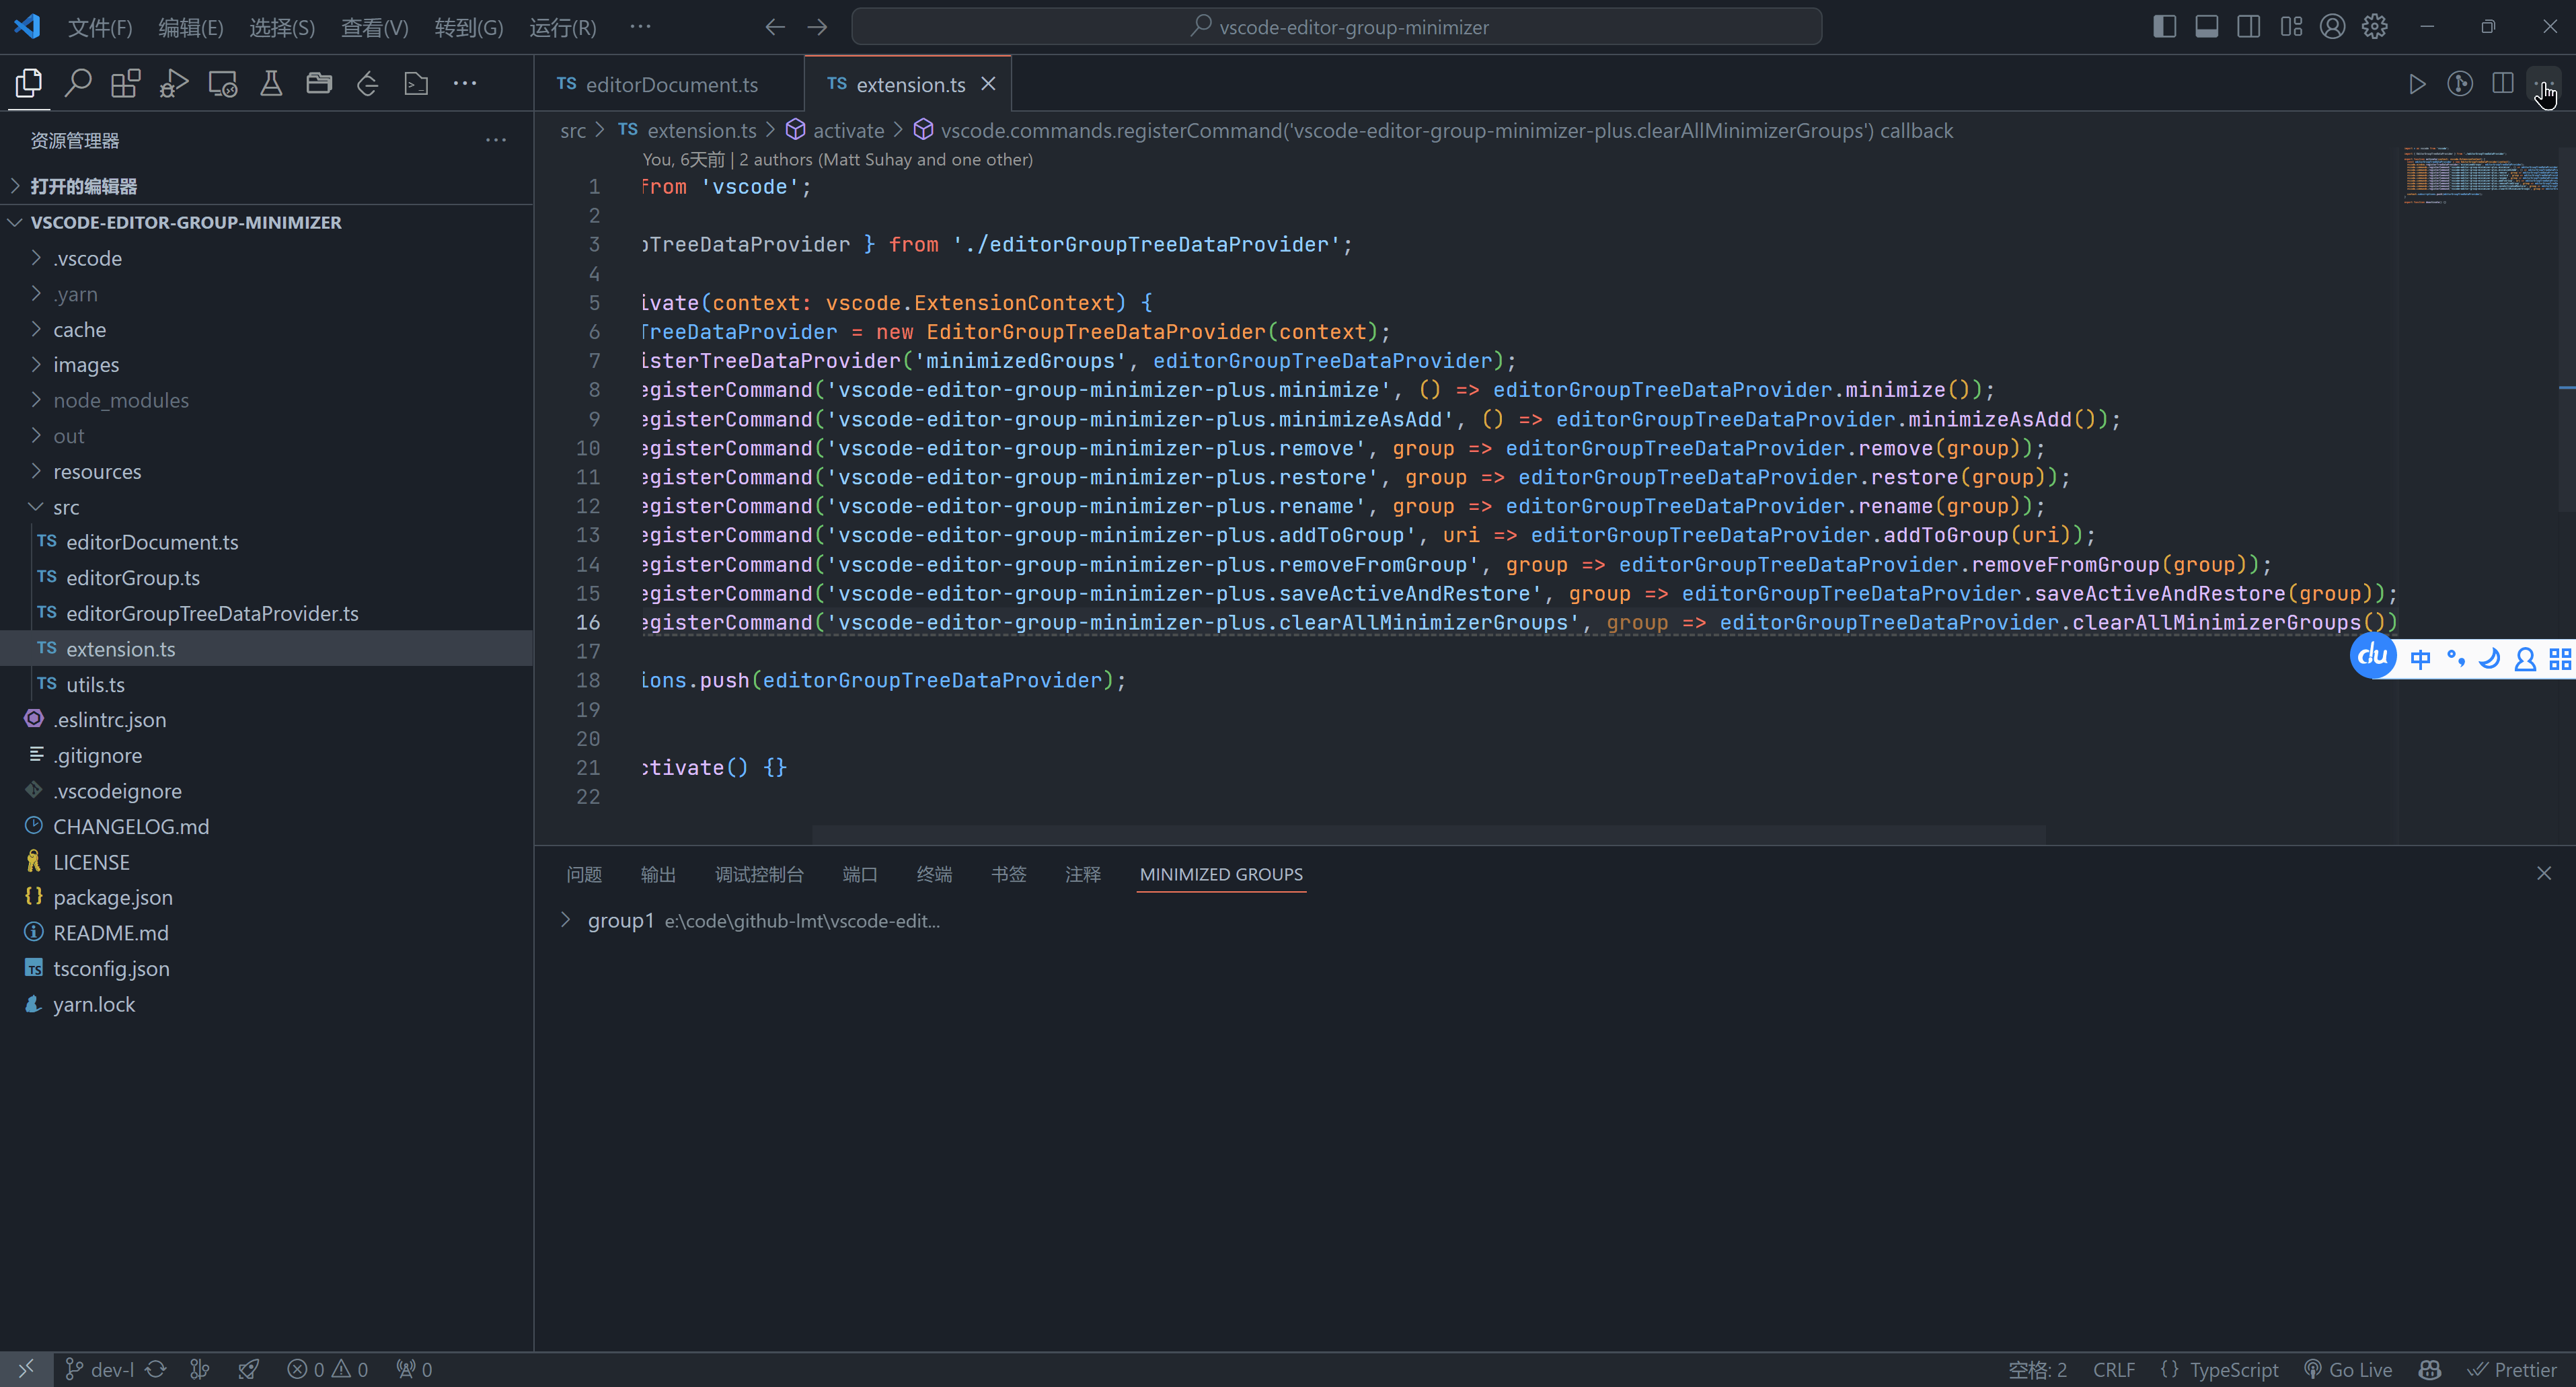 文件(F) 编辑(E) 选择(S) 查看(V) 转到(G) 运行(R) ··· vscode-editor-group-minimizer
TS editorDocument.ts TS extension.ts
资源管理器 ···
打开的编辑器
VSCODE-EDITOR-GROUP-MINIMIZER
.vscode
.yarn
cache
images
node_modules
out
resources
src
TS editorDocument.ts
TS editorGroup.ts
TS editorGroupTreeDataProvider.ts
TS extension.ts
TS utils.ts
.eslintrc.json
.gitignore
.vscodeignore
CHANGELOG.md
LICENSE
{} package.json
README.md
TS tsconfig.json
yarn.lock
src > TS extension.ts > activate > vscode.commands.registerCommand('vscode-editor-group-minimizer-plus.clearAllMinimizerGroups') callback
You, 6天前 | 2 authors (Matt Suhay and one other)
1 from 'vscode';
2
3 pTreeDataProvider } from './editorGroupTreeDataProvider';
4
5 ivate(context: vscode.ExtensionContext) {
6 TreeDataProvider = new EditorGroupTreeDataProvider(context);
7 isterTreeDataProvider('minimizedGroups', editorGroupTreeDataProvider);
8 egisterCommand('vscode-editor-group-minimizer-plus.minimize', () => editorGroupTreeDataProvider.minimize());
9 egisterCommand('vscode-editor-group-minimizer-plus.minimizeAsAdd', () => editorGroupTreeDataProvider.minimizeAsAdd());
10 egisterCommand('vscode-editor-group-minimizer-plus.remove', group => editorGroupTreeDataProvider.remove(group));
11 egisterCommand('vscode-editor-group-minimizer-plus.restore', group => editorGroupTreeDataProvider.restore(group));
12 egisterCommand('vscode-editor-group-minimizer-plus.rename', group => editorGroupTreeDataProvider.rename(group));
13 egisterCommand('vscode-editor-group-minimizer-plus.addToGroup', uri => editorGroupTreeDataProvider.addToGroup(uri));
14 egisterCommand('vscode-editor-group-minimizer-plus.removeFromGroup', group => editorGroupTreeDataProvider.removeFromGroup(group));
15 egisterCommand('vscode-editor-group-minimizer-plus.saveActiveAndRestore', group => editorGroupTreeDataProvider.saveActiveAndRestore(group));
16 egisterCommand('vscode-editor-group-minimizer-plus.clearAllMinimizerGroups', group => editorGroupTreeDataProvider.clearAllMinimizerGroups())
17
18 ions.push(editorGroupTreeDataProvider);
19
20
21 ctivate() {}
22
du 中 °,
问题 输出 调试控制台 端口 终端 书签 注释 MINIMIZED GROUPS
group1 e:\code\github-lmt\vscode-edit...
dev-l 0 0 0 空格: 2 CRLF {} TypeScript Go Live Prettier